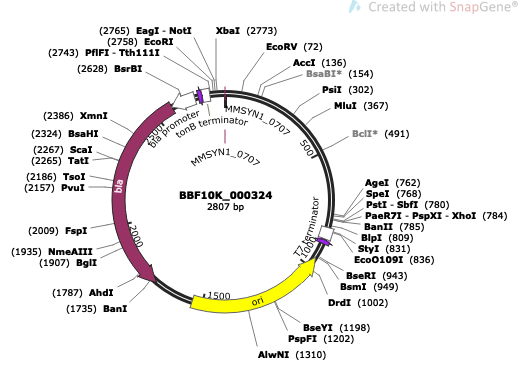 Created with SnapGene®
(2765) EagI - NotI
(2758) EcoRI
(2743) PflFI - Tth111I
(2628) BsrBI
XbaI (2773)
EcoRV (72)
AccI (136)
BsaBI* (154)
PsiI (302)
MluI (367)
BclI* (491)
(2386) XmnI
(2324) BsaHI
(2267) ScaI
(2265) TatI
(2186) TsoI
(2157) PvuI
(2009) FspI
(1935) NmeAIII
(1907) BglI
(1787) AhdI
(1735) BanI
AgeI (762)
SpeI (768)
PstI - SbfI (780)
PaeR7I - PspXI - XhoI (784)
BanII (785)
BlpI (809)
StyI (831)
EcoO109I (836)
BseRI (943)
BsmI (949)
DrdI (1002)
BseYI (1198)
PspFI (1202)
AlwNI (1310)
MMSYN1_0707
MMSYN1_0707
tonB terminator
bla promoter
bla
T7 terminator
ori
500
1000
1500
2000
2500
BBF10K_000324
2807 bp